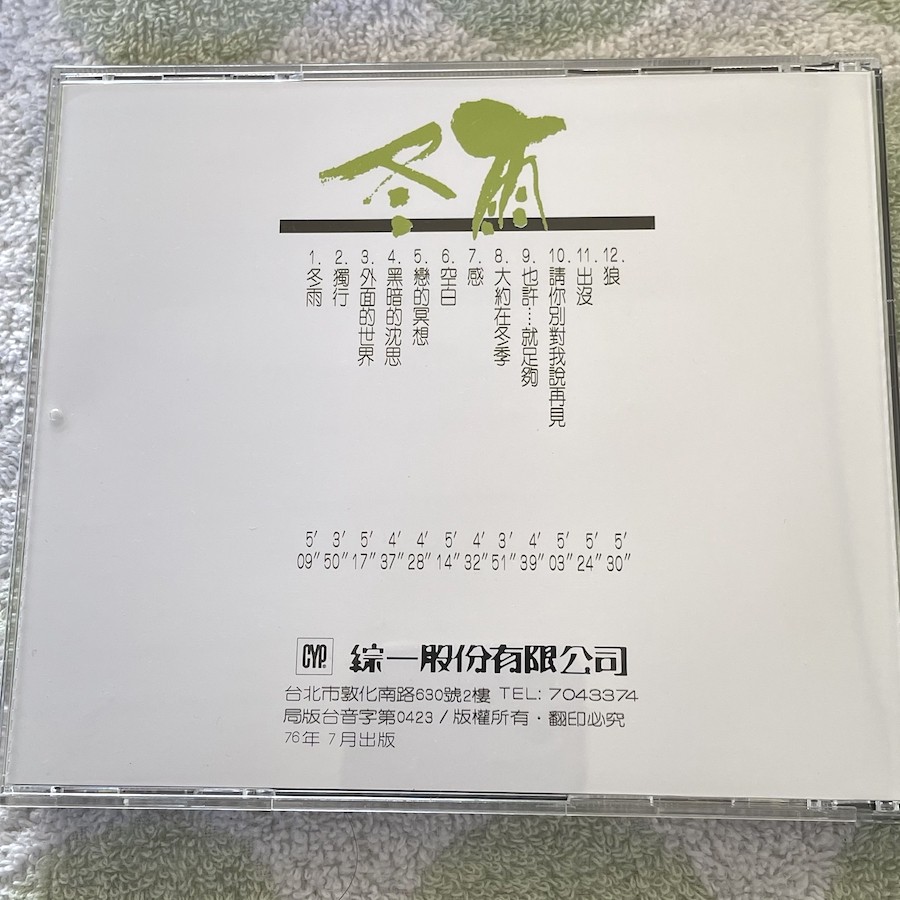 冬雨
1. 冬雨
2. 獨行
3. 外面的世界
4. 黑暗的沈思
5. 戀的冥想
6. 空白
7. 感
8. 大約在冬季
9. 也許…就足夠
10. 請你別對我說再見
11. 出沒
12. 狼
5′ 3′ 5′ 4′ 4′ 5′ 4′ 3′ 4′ 5′ 5′ 5′
09″ 50″ 17″ 37″ 28″ 14″ 32″ 51″ 39″ 03″ 24″ 30″
CYP® 綜一股份有限公司
台北市敦化南路630號2樓 TEL: 7043374
局版台音字第0423 / 版權所有・翻印必究
76年 7月出版